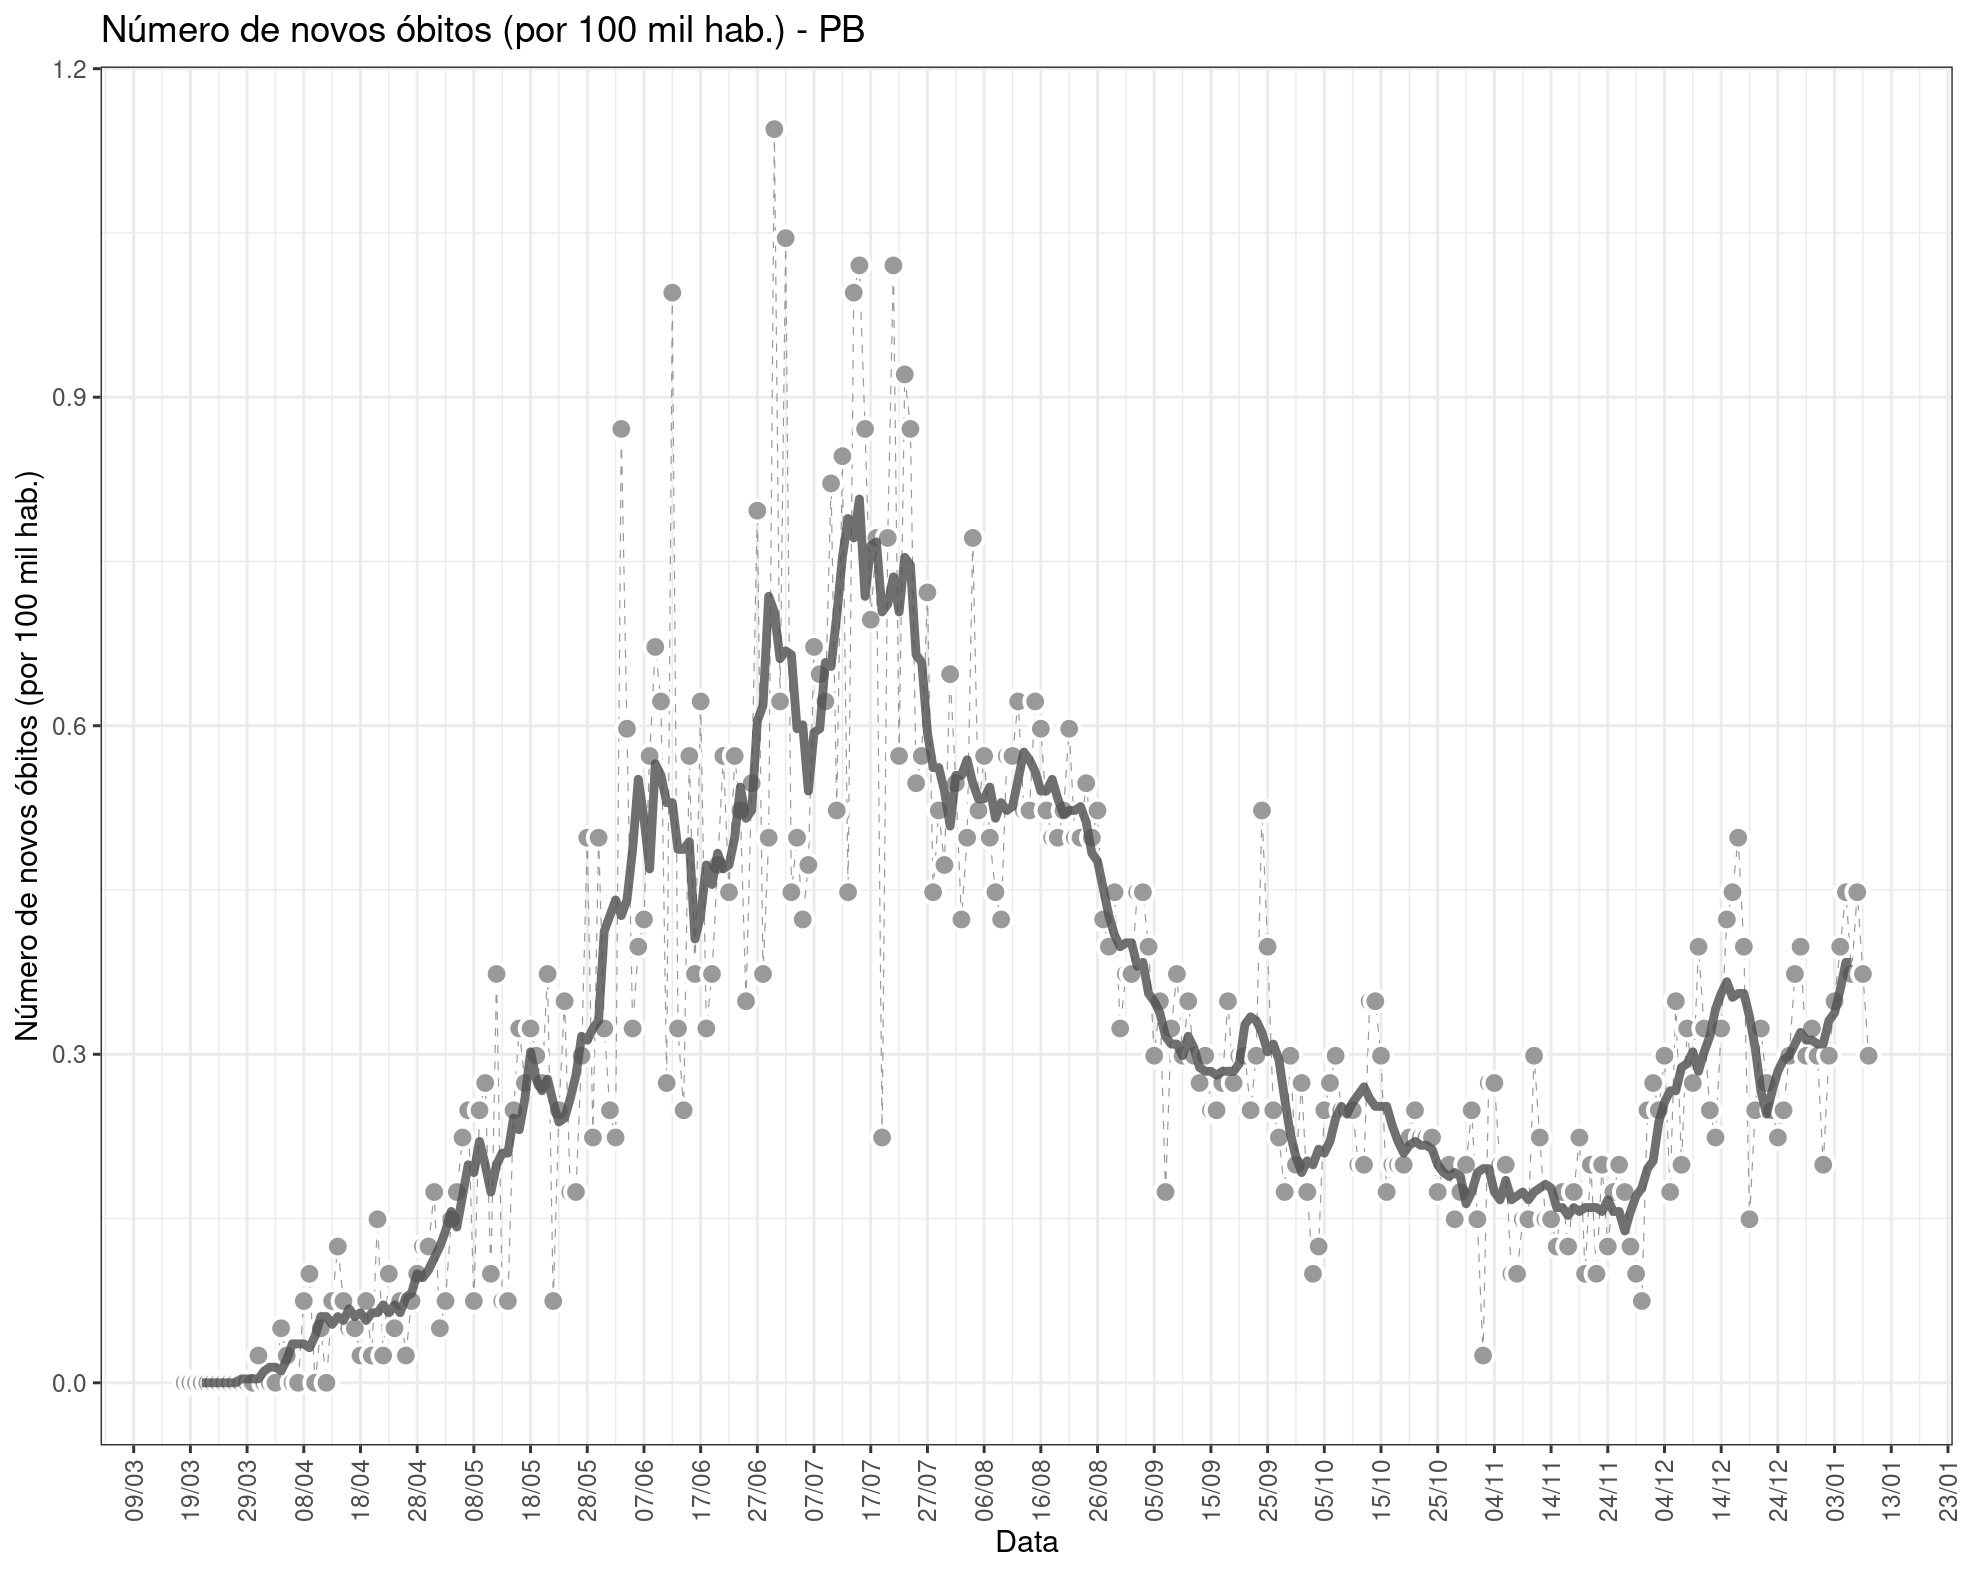 Número de novos óbitos (por 100 mil hab.) - PB
Número de novos óbitos (por 100 mil hab.)
1.2
0.9
0.6
0.3
0.0
09/03 19/03 29/03 08/04 18/04 28/04 08/05 18/05 28/05 07/06 17/06 27/06 07/07 17/07 27/07 06/08 16/08 26/08 05/09 15/09 25/09 05/10 15/10 25/10 04/11 14/11 24/11 04/12 14/12 24/12 03/01 13/01 23/01
Data